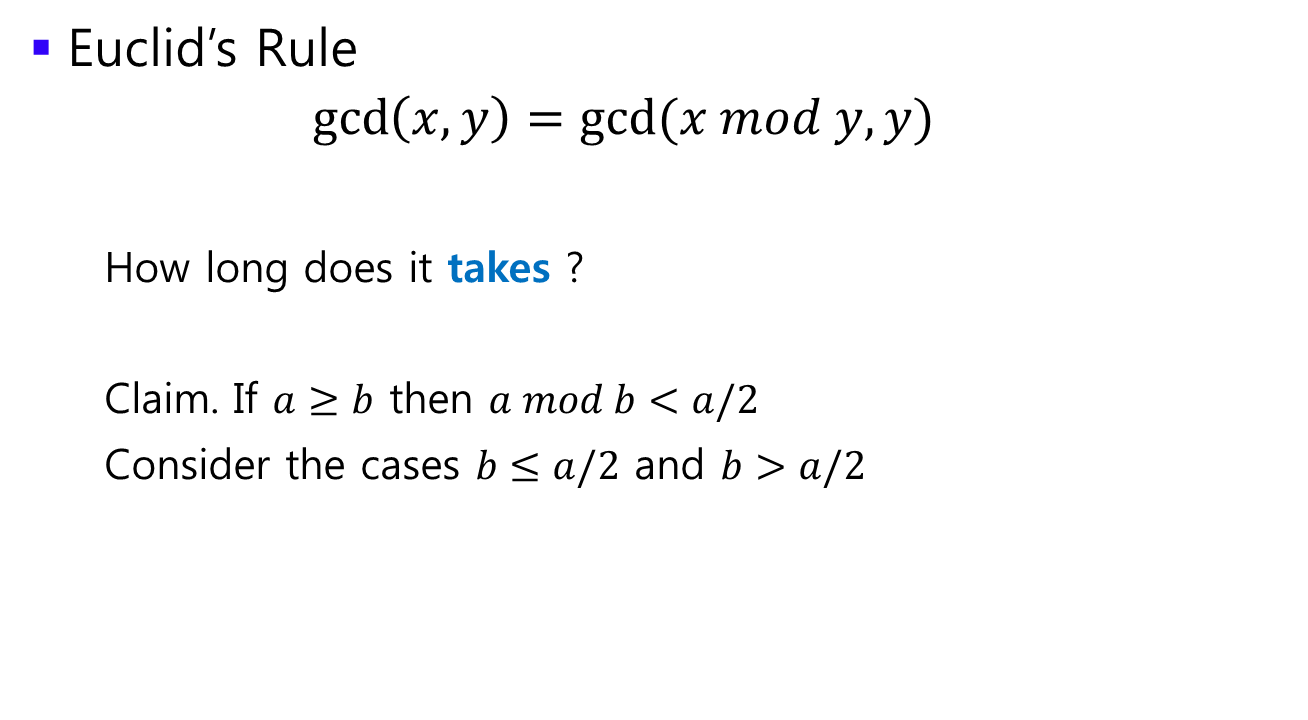 ▪ Euclid’s Rule
gcd(𝑥, 𝑦) = gcd(𝑥 𝑚𝑜𝑑 𝑦, 𝑦)
How long does it takes ?
Claim. If 𝑎 ≥ 𝑏 then 𝑎 𝑚𝑜𝑑 𝑏 < 𝑎/2
Consider the cases 𝑏 ≤ 𝑎/2 and 𝑏 > 𝑎/2